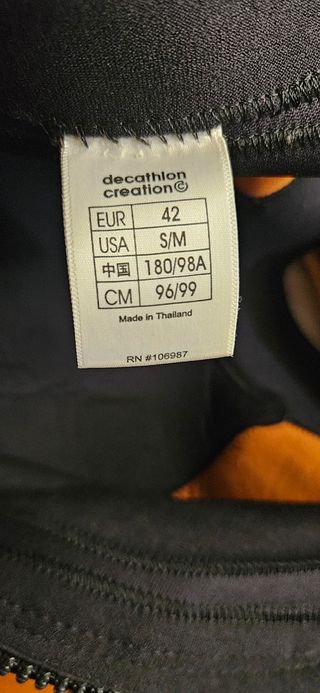 decathlon
creation©
EUR 42
USA S/M
中国 180/98A
CM 96/99
Made in Thailand
RN #106987